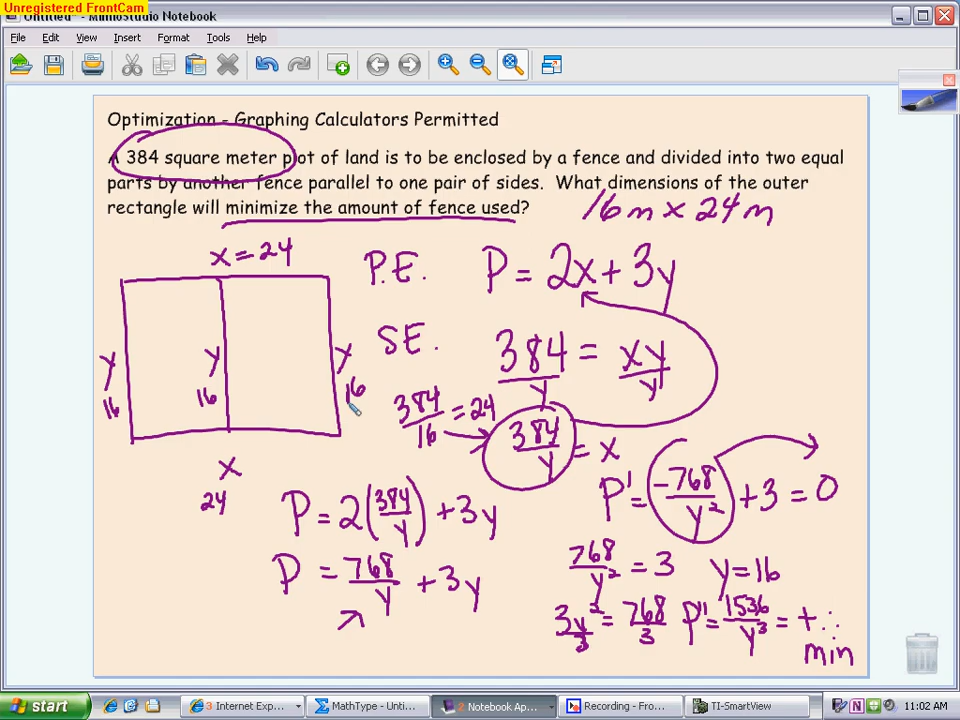 Unregistered FrontCam
Untitled* - MimioStudio Notebook
File Edit View Insert Format Tools Help
Optimization - Graphing Calculators Permitted
A 384 square meter plot of land is to be enclosed by a fence and divided into two equal
parts by another fence parallel to one pair of sides. What dimensions of the outer
rectangle will minimize the amount of fence used?
16 m x 24 m
x = 24
P.E. P = 2x + 3y
S.E. 384/y = xy/y
y y y
16 16 16
384/16 = 24
384/y = x
x
24
P = 2(384/y) + 3y
P' = -768/y² + 3 = 0
P = 768/y + 3y
768/y² = 3 y = 16
3y²/3 = 768/3 P'' = 1536/y³ = + ∴
min
start 3 Internet Exp... MathType - Unti... 2 Notebook Ap... Recording - Fro... TI-SmartView 11:02 AM